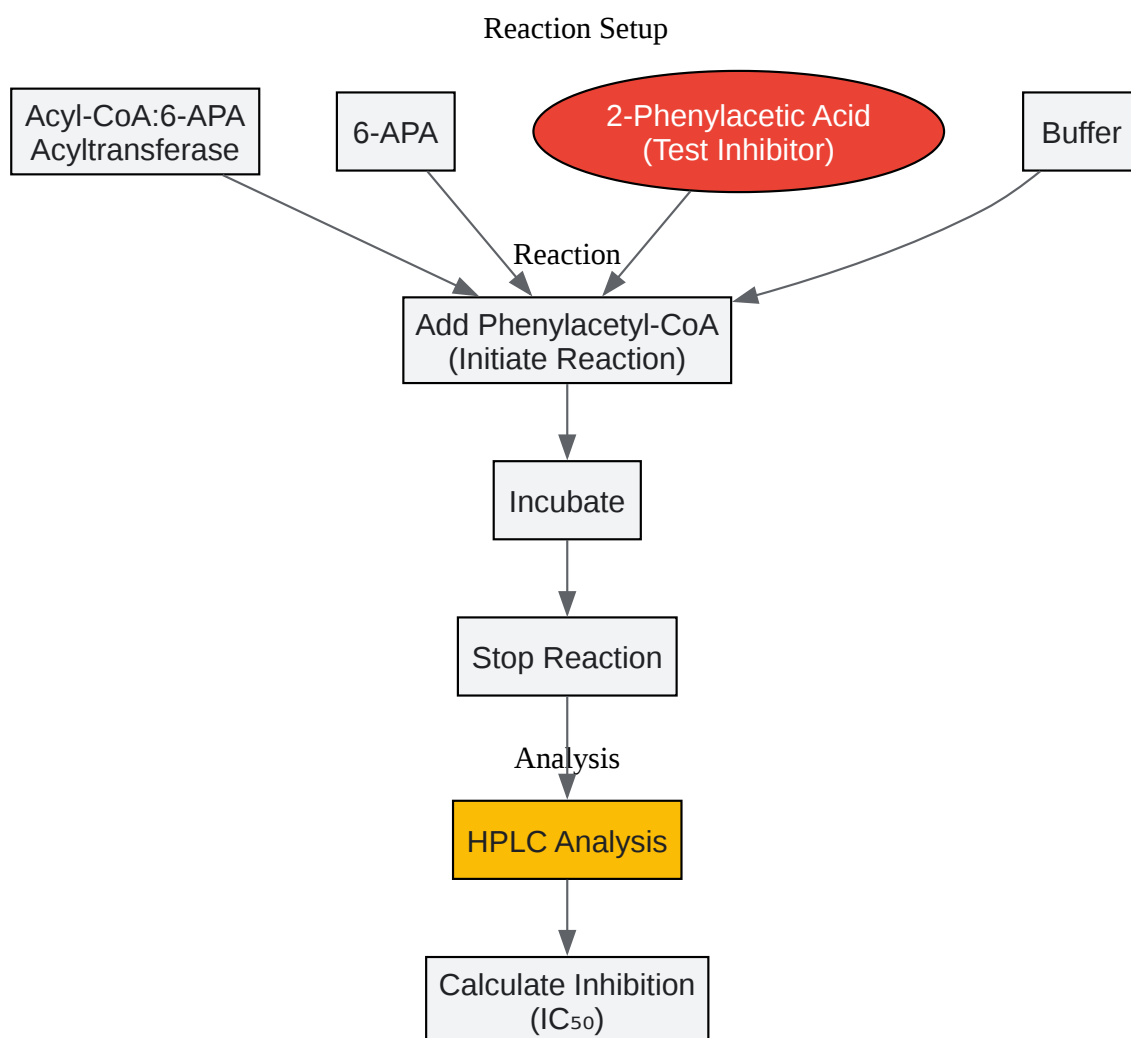 Reaction Setup
Acyl-CoA:6-APA
Acyltransferase
6-APA
2-Phenylacetic Acid
(Test Inhibitor)
Buffer
Reaction
Add Phenylacetyl-CoA
(Initiate Reaction)
Incubate
Stop Reaction
Analysis
HPLC Analysis
Calculate Inhibition
(IC₅₀)